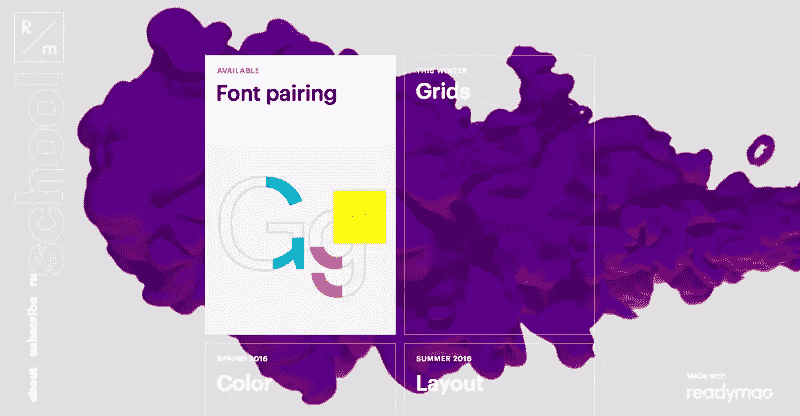 R
m
school
about subscribe ru
AVAILABLE
Font pairing
Gg
THIS WINTER
Grids
SPRING 2016
Color
SUMMER 2016
Layout
Made with
readymag